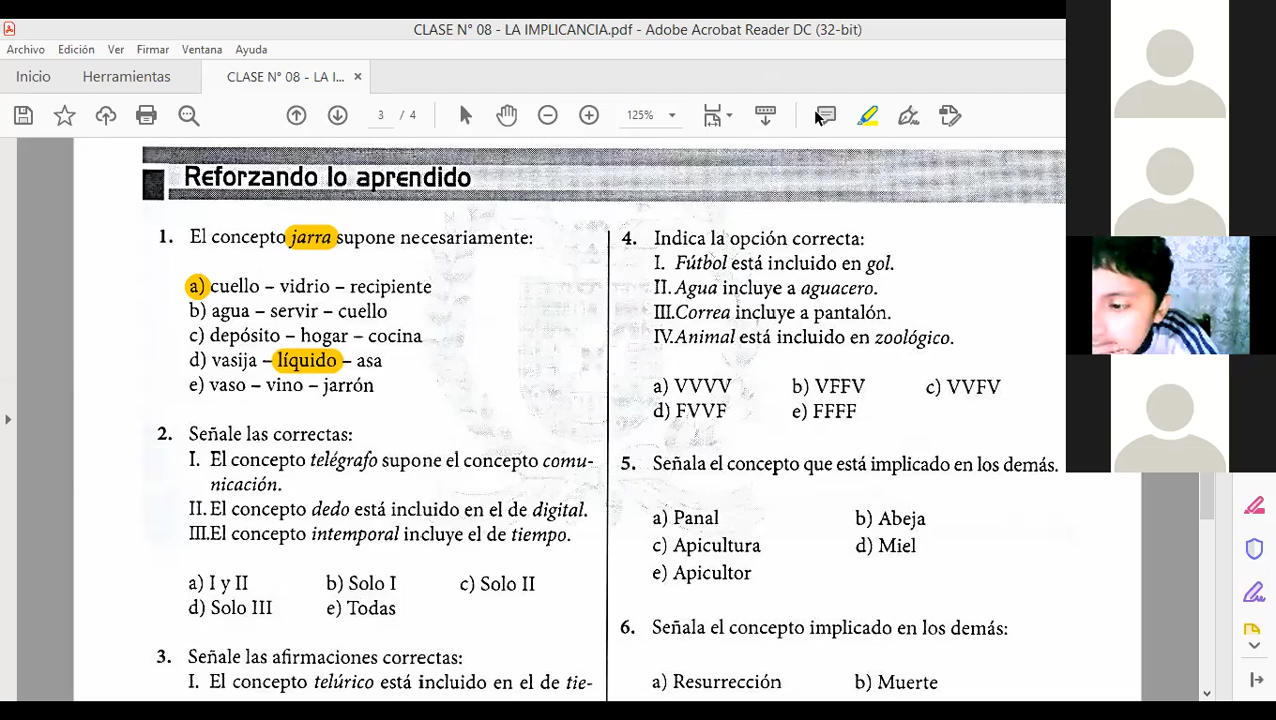 CLASE N° 08 - LA IMPLICANCIA.pdf - Adobe Acrobat Reader DC (32-bit)
Archivo Edición Ver Firmar Ventana Ayuda
Inicio Herramientas CLASE N° 08 - LA I... ×
3 / 4 125%
Reforzando lo aprendido
1. El concepto jarra supone necesariamente:
a) cuello – vidrio – recipiente
b) agua – servir – cuello
c) depósito – hogar – cocina
d) vasija – líquido – asa
e) vaso – vino – jarrón
2. Señale las correctas:
I. El concepto telégrafo supone el concepto comu-
nicación.
II. El concepto dedo está incluido en el de digital.
III.El concepto intemporal incluye el de tiempo.
a) I y II b) Solo I c) Solo II
d) Solo III e) Todas
3. Señale las afirmaciones correctas:
I. El concepto telúrico está incluido en el de tie-
4. Indica la opción correcta:
I. Fútbol está incluido en gol.
II. Agua incluye a aguacero.
III.Correa incluye a pantalón.
IV.Animal está incluido en zoológico.
a) VVVV b) VFFV c) VVFV
d) FVVF e) FFFF
5. Señala el concepto que está implicado en los demás.
a) Panal b) Abeja
c) Apicultura d) Miel
e) Apicultor
6. Señala el concepto implicado en los demás:
a) Resurrección b) Muerte